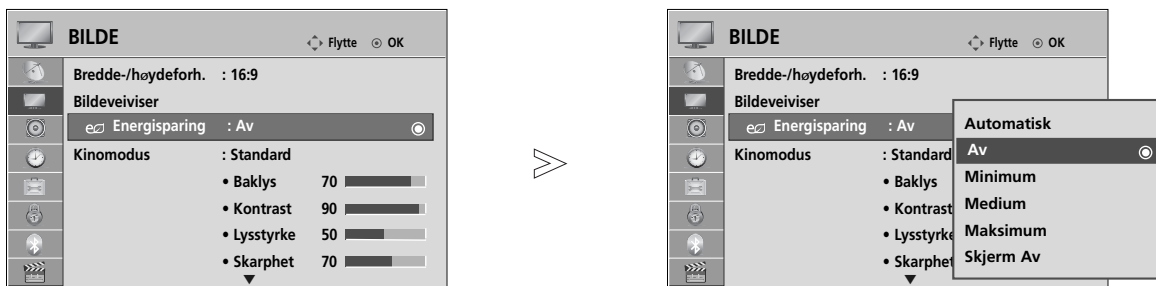 BILDE
Flytte OK
Bredde-/høydeforh. : 16:9
Bildeveiviser
Energisparing : Av
Kinomodus : Standard
• Baklys 70
• Kontrast 90
• Lysstyrke 50
• Skarphet 70
BILDE
Flytte OK
Bredde-/høydeforh. : 16:9
Bildeveiviser
Energisparing : Av
Kinomodus : Standard
• Baklys
• Kontrast
• Lysstyrke
• Skarphet
Automatisk
Av
Minimum
Medium
Maksimum
Skjerm Av